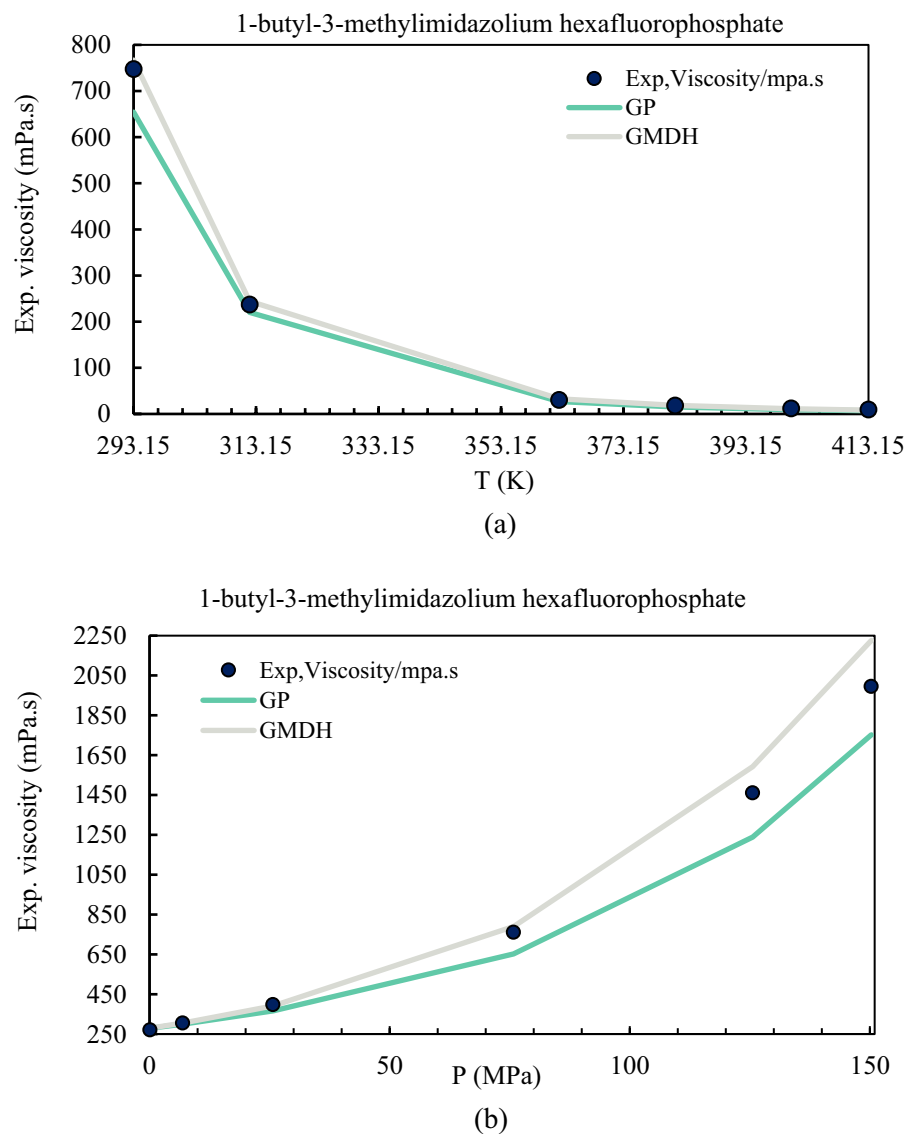 1-butyl-3-methylimidazolium hexafluorophosphate
800
700
600
500
400
300
200
100
0
Exp. viscosity (mPa.s)
Exp,Viscosity/mpa.s
GP
GMDH
293.15 313.15 333.15 353.15 373.15 393.15 413.15
T (K)
(a)
1-butyl-3-methylimidazolium hexafluorophosphate
2250
2050
1850
1650
1450
1250
1050
850
650
450
250
Exp. viscosity (mPa.s)
Exp,Viscosity/mpa.s
GP
GMDH
0 50 100 150
P (MPa)
(b)